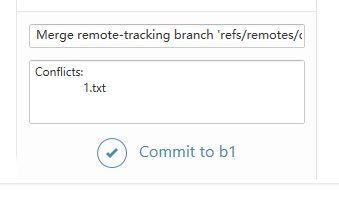 Merge remote-tracking branch 'refs/remotes/
Conflicts:
1.txt
Commit to b1